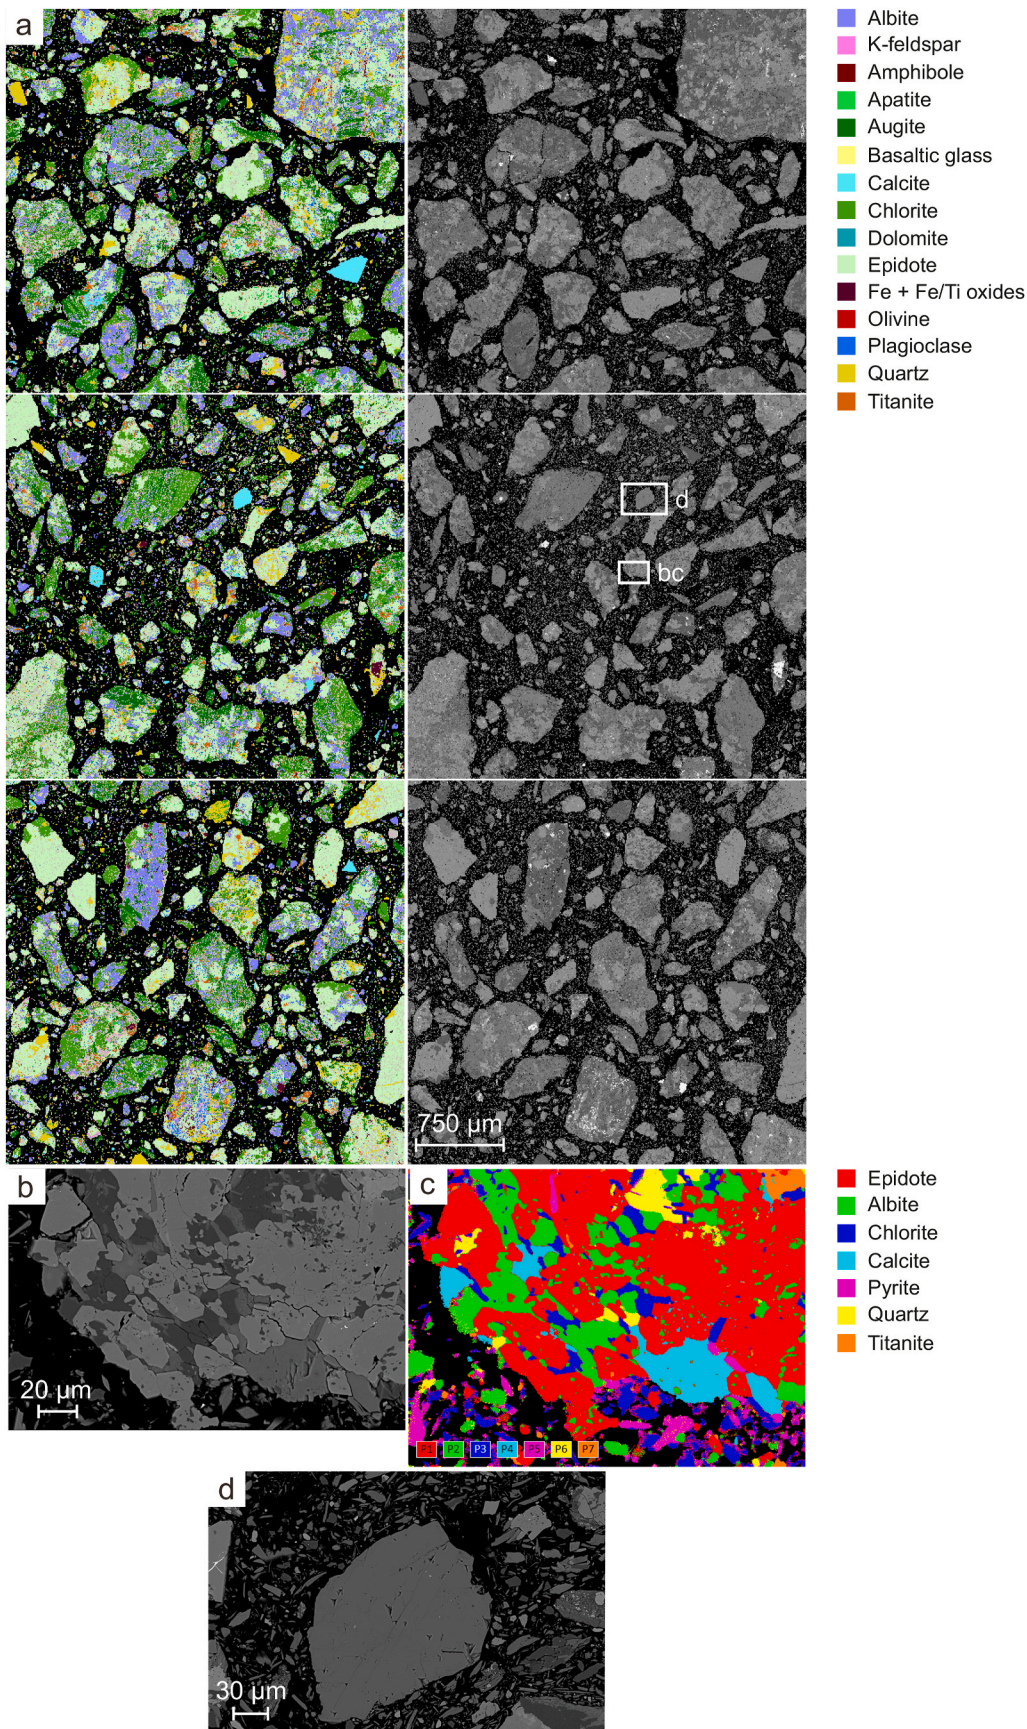 a
Albite
K-feldspar
Amphibole
Apatite
Augite
Basaltic glass
Calcite
Chlorite
Dolomite
Epidote
Fe + Fe/Ti oxides
Olivine
Plagioclase
Quartz
Titanite
d
bc
750 µm
b
20 µm
c
P1 P2 P3 P4 P5 P6 P7
Epidote
Albite
Chlorite
Calcite
Pyrite
Quartz
Titanite
d
30 µm